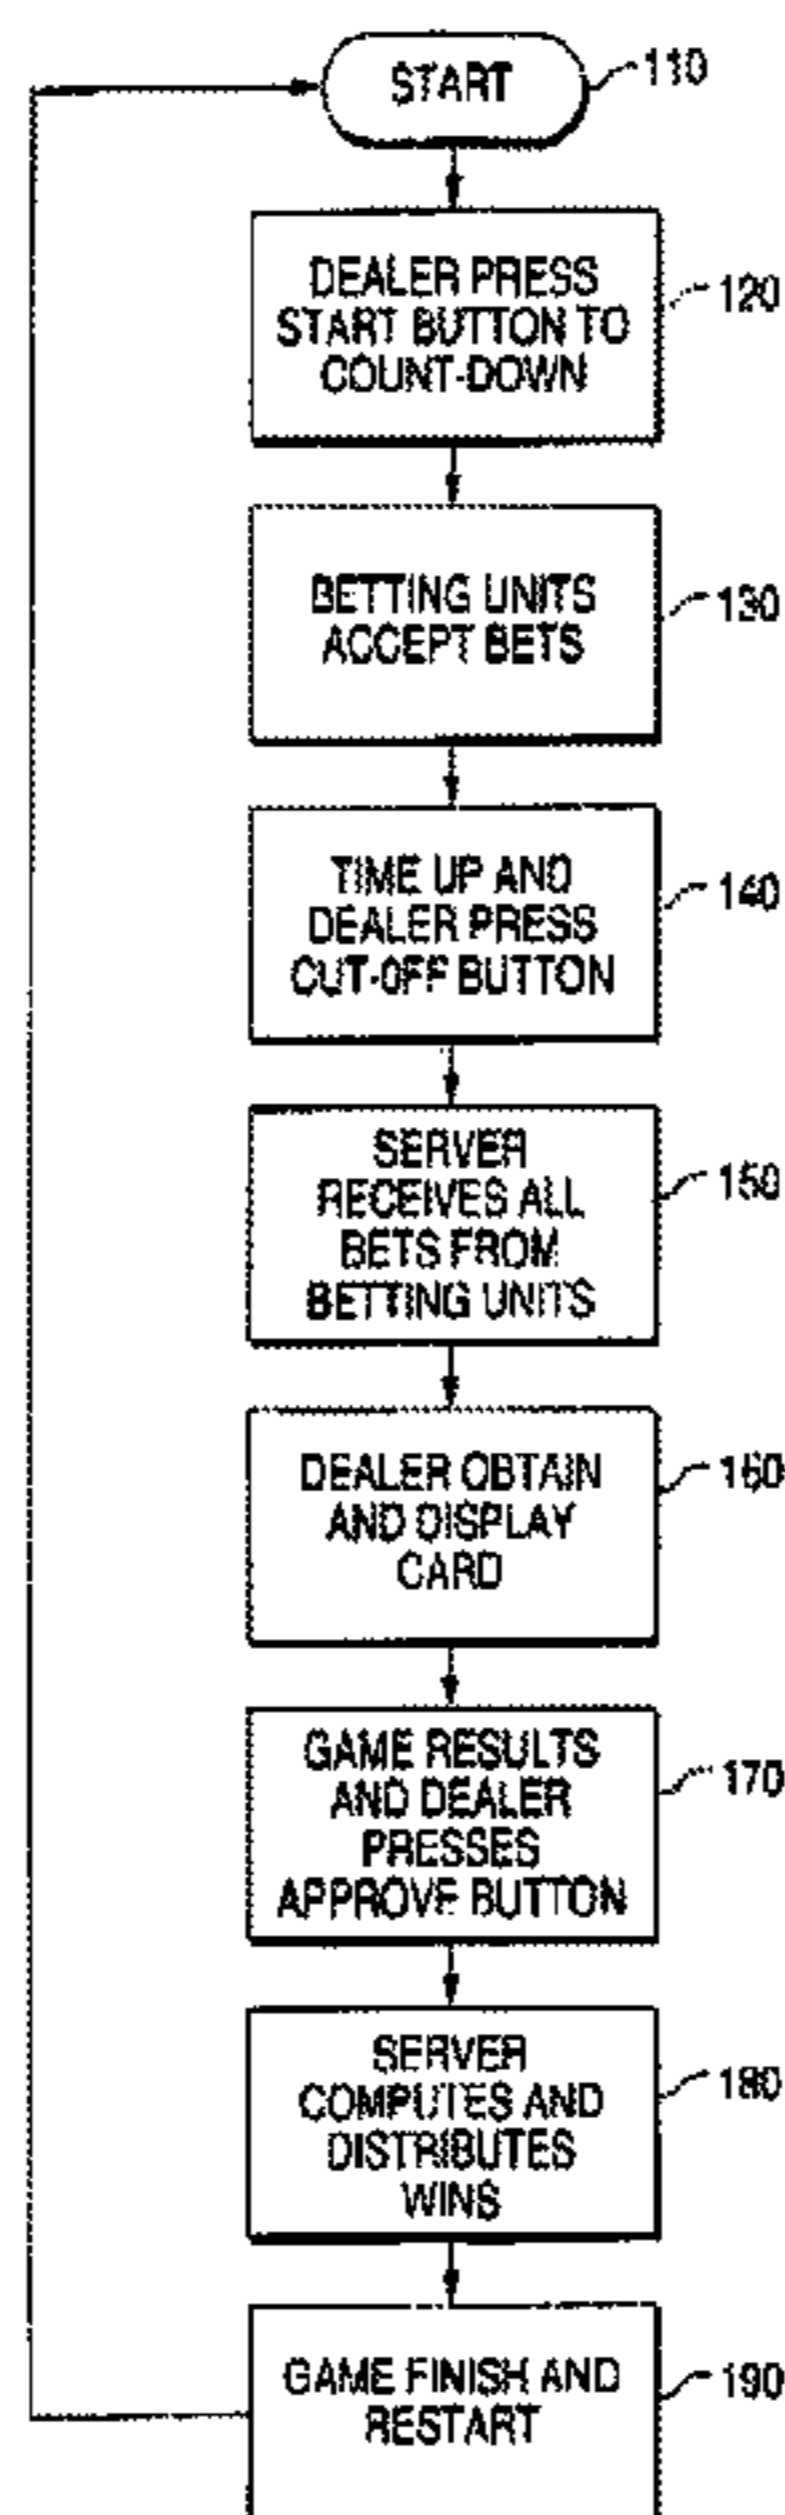 START
110
DEALER PRESS
START BUTTON TO
COUNT-DOWN
120
BETTING UNITS
ACCEPT BETS
130
TIME UP AND
DEALER PRESS
CUT-OFF BUTTON
140
SERVER
RECEIVES ALL
BETS FROM
BETTING UNITS
150
DEALER OBTAIN
AND DISPLAY
CARD
160
GAME RESULTS
AND DEALER
PRESSES
APPROVE BUTTON
170
SERVER
COMPUTES AND
DISTRIBUTES
WINS
180
GAME FINISH AND
RESTART
190